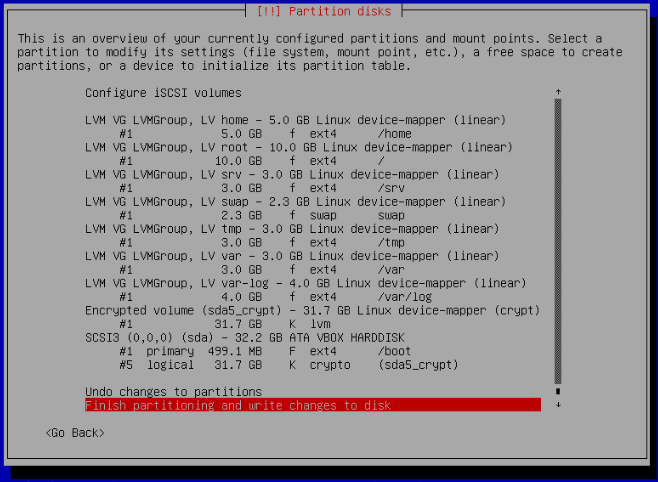 [!!] Partition disks
This is an overview of your currently configured partitions and mount points. Select a
partition to modify its settings (file system, mount point, etc.), a free space to create
partitions, or a device to initialize its partition table.
Configure iSCSI volumes
LVM VG LVMGroup, LV home - 5.0 GB Linux device-mapper (linear)
#1 5.0 GB f ext4 /home
LVM VG LVMGroup, LV root - 10.0 GB Linux device-mapper (linear)
#1 10.0 GB f ext4 /
LVM VG LVMGroup, LV srv - 3.0 GB Linux device-mapper (linear)
#1 3.0 GB f ext4 /srv
LVM VG LVMGroup, LV swap - 2.3 GB Linux device-mapper (linear)
#1 2.3 GB f swap swap
LVM VG LVMGroup, LV tmp - 3.0 GB Linux device-mapper (linear)
#1 3.0 GB f ext4 /tmp
LVM VG LVMGroup, LV var - 3.0 GB Linux device-mapper (linear)
#1 3.0 GB f ext4 /var
LVM VG LVMGroup, LV var-log - 4.0 GB Linux device-mapper (linear)
#1 4.0 GB f ext4 /var/log
Encrypted volume (sda5_crypt) - 31.7 GB Linux device-mapper (crypt)
#1 31.7 GB K lvm
SCSI3 (0,0,0) (sda) - 32.2 GB ATA VBOX HARDDISK
#1 primary 499.1 MB F ext4 /boot
#5 logical 31.7 GB K crypto (sda5_crypt)
Undo changes to partitions
Finish partitioning and write changes to disk
<Go Back>